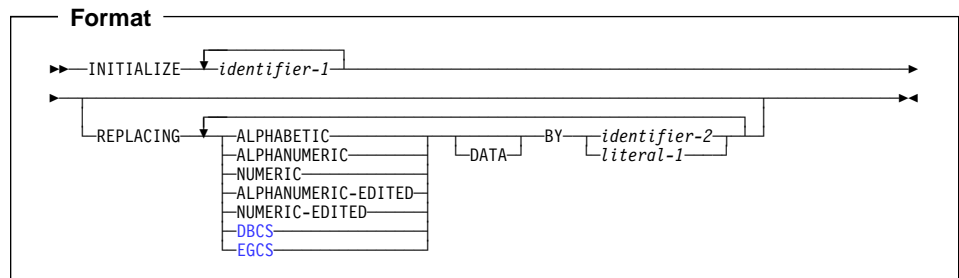 Format
INITIALIZE identifier-1
REPLACING ALPHABETIC DATA BY identifier-2
ALPHANUMERIC literal-1
NUMERIC
ALPHANUMERIC-EDITED
NUMERIC-EDITED
DBCS
EGCS